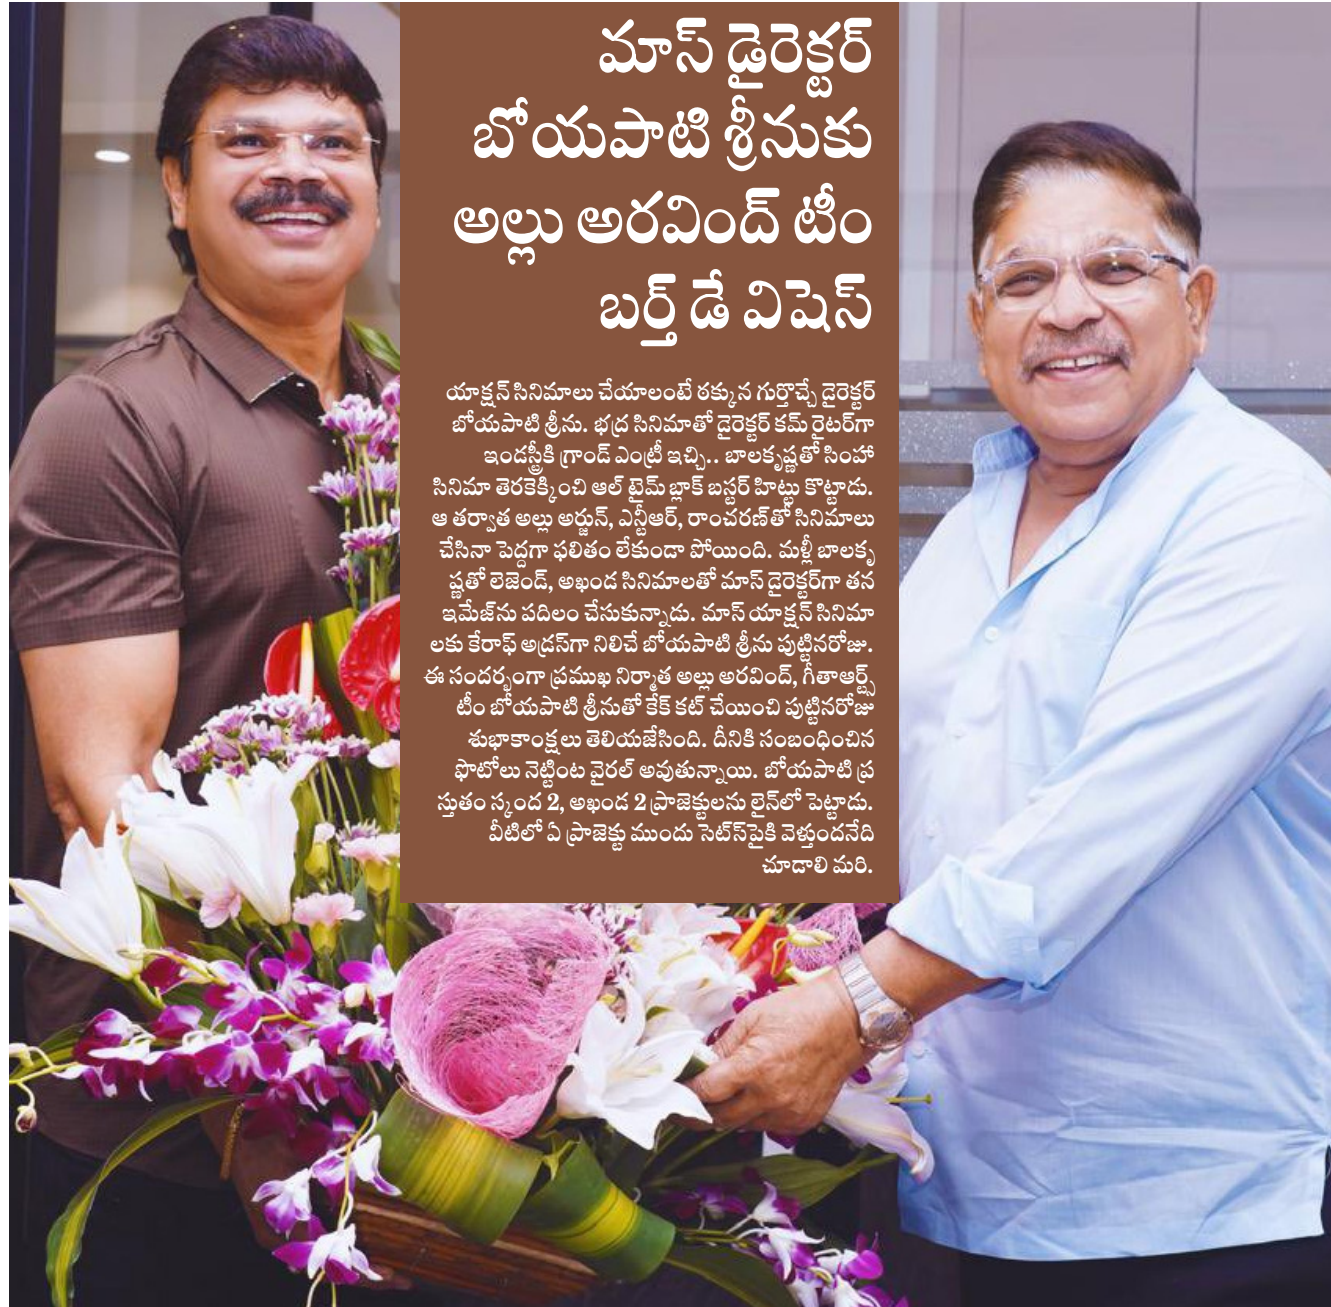 మాస్ డైరెక్టర్
బోయపాటి శ్రీనుకు
అల్లు అరవింద్ టీం
బర్త్ డే విషెస్
యాక్షన్ సినిమాలు చేయాలంటే ఠక్కున గుర్తొచ్చే డైరెక్టర్
బోయపాటి శ్రీను. భద్ర సినిమాతో డైరెక్టర్ కమ్ రైటర్‌గా
ఇండస్ట్రీకి గ్రాండ్ ఎంట్రీ ఇచ్చి.. బాలకృష్ణతో సింహా
సినిమా తెరకెక్కించి ఆల్ టైమ్ బ్లాక్ బస్టర్ హిట్టు కొట్టాడు.
ఆ తర్వాత అల్లు అర్జున్, ఎన్టీఆర్, రాంచరణ్‌తో సినిమాలు
చేసినా పెద్దగా ఫలితం లేకుండా పోయింది. మళ్లీ బాలకృ
ష్ణతో లెజెండ్, అఖండ సినిమాలతో మాస్ డైరెక్టర్‌గా తన
ఇమేజ్‌ను పదిలం చేసుకున్నాడు. మాస్ యాక్షన్ సినిమా
లకు కేరాఫ్ అడ్రస్‌గా నిలిచే బోయపాటి శ్రీను పుట్టినరోజు.
ఈ సందర్భంగా ప్రముఖ నిర్మాత అల్లు అరవింద్, గీతాఆర్ట్స్
టీం బోయపాటి శ్రీనుతో కేక్ కట్ చేయించి పుట్టినరోజు
శుభాకాంక్షలు తెలియజేసింది. దీనికి సంబంధించిన
ఫొటోలు నెట్టింట వైరల్ అవుతున్నాయి. బోయపాటి ప్ర
స్తుతం స్కంద 2, అఖండ 2 ప్రాజెక్టులను లైన్‌లో పెట్టాడు.
వీటిలో ఏ ప్రాజెక్టు ముందు సెట్స్‌పైకి వెళ్తుందనేది
చూడాలి మరి.